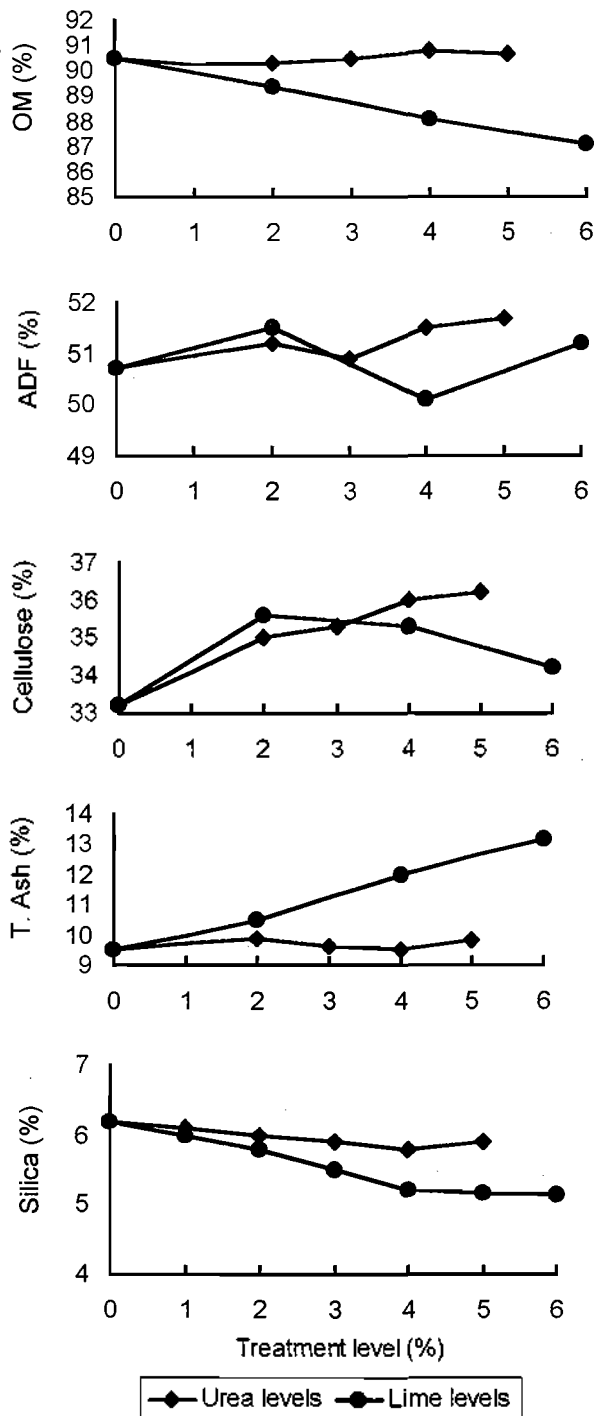 OM (%)
92
91
90
89
88
87
86
85
0 1 2 3 4 5 6
ADF (%)
52
51
50
49
0 1 2 3 4 5 6
Cellulose (%)
37
36
35
34
33
0 1 2 3 4 5 6
T. Ash (%)
14
13
12
11
10
9
0 1 2 3 4 5 6
Silica (%)
7
6
5
4
0 1 2 3 4 5 6
Treatment level (%)
Urea levels Lime levels